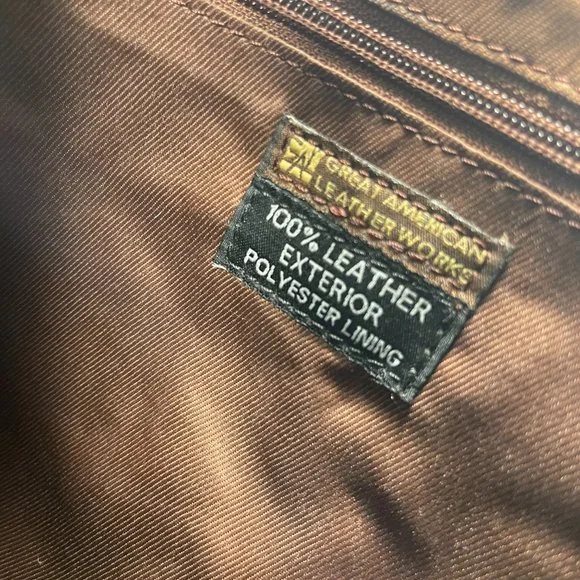 GREAT AMERICAN
LEATHER WORKS
100% LEATHER
EXTERIOR
POLYESTER LINING